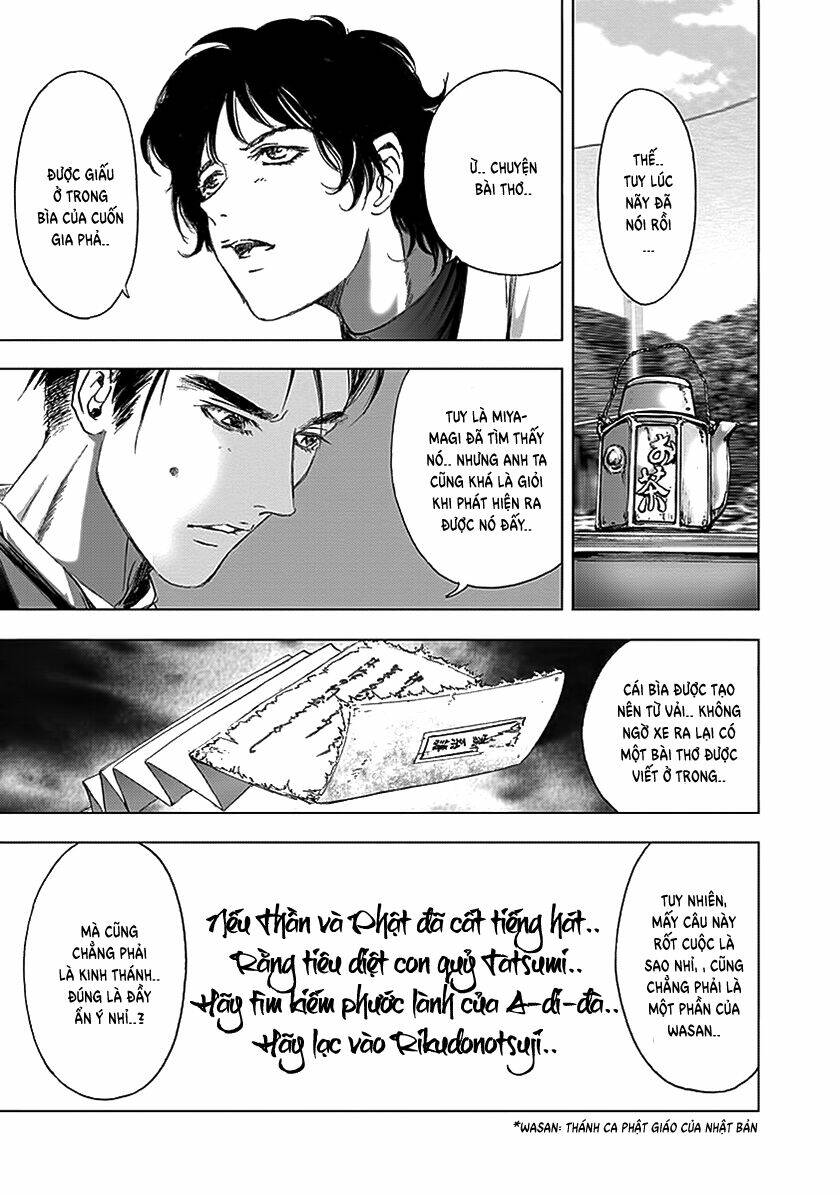 THẾ..
TUY LÚC
NÃY ĐÃ
NÓI RỒI
...
Ừ.. CHUYỆN
BÀI THƠ..
ĐƯỢC GIẤU
Ở TRONG
BÌA CỦA CUỐN
GIA PHẢ..
お茶
TUY LÀ MIYA-
MAGI ĐÃ TÌM THẤY
NÓ.. NHƯNG ANH TA
CŨNG KHÁ LÀ GIỎI
KHI PHÁT HIỆN RA
ĐƯỢC NÓ ĐẤY..
CÁI BÌA ĐƯỢC TẠO
NÊN TỪ VẢI.. KHÔNG
NGỜ XE RA LẠI CÓ
MỘT BÀI THƠ ĐƯỢC
VIẾT Ở TRONG..
TUY NHIÊN,
MẤY CÂU NÀY
RỐT CUỘC LÀ
SAO NHỈ, , CŨNG
CHẲNG PHẢI LÀ
MỘT PHẦN CỦA
WASAN..
Nếu Thần và Phật đã cất tiếng hát..
Rằng tiêu diệt con quỷ Tatsumi..
Hãy tìm kiếm phước lành của A-di-đà..
Hãy lạc vào Rikudonotsuji..
MÀ CŨNG
CHẲNG PHẢI
LÀ KINH THÁNH..
ĐÚNG LÀ ĐẦY
ẨN Ý NHỈ..?
*WASAN: THÁNH CA PHẬT GIÁO CỦA NHẬT BẢN